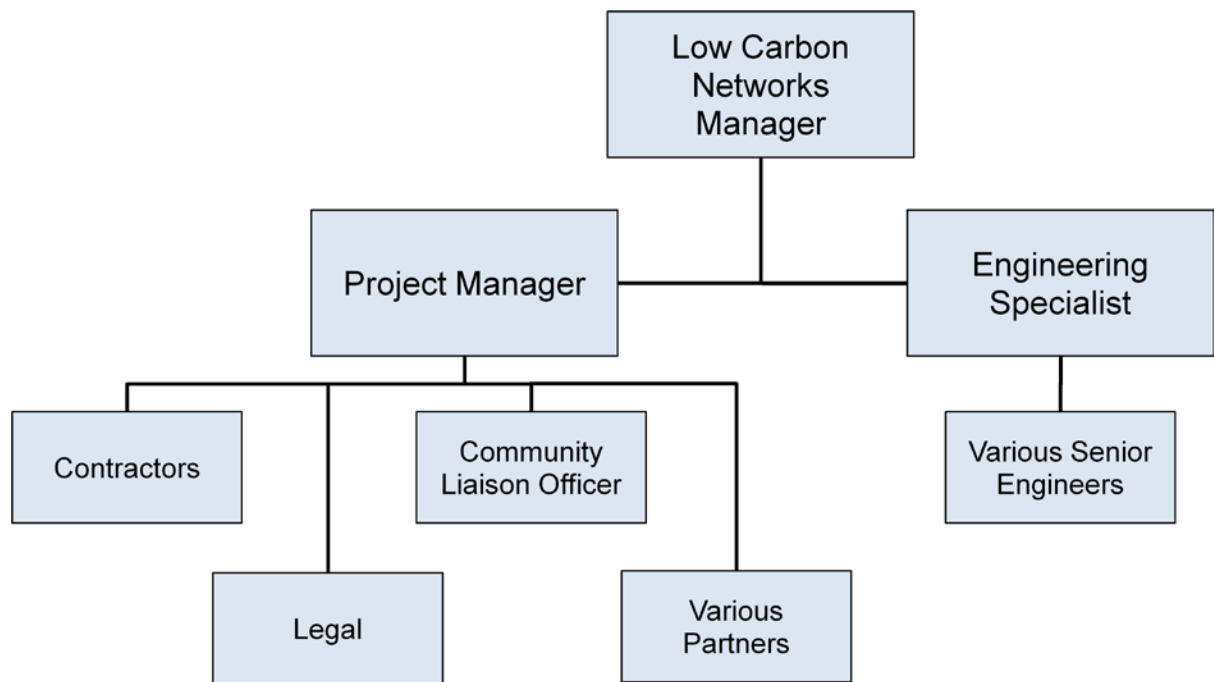 Low Carbon
Networks
Manager
Project Manager
Engineering
Specialist
Contractors
Community
Liaison Officer
Various Senior
Engineers
Legal
Various
Partners